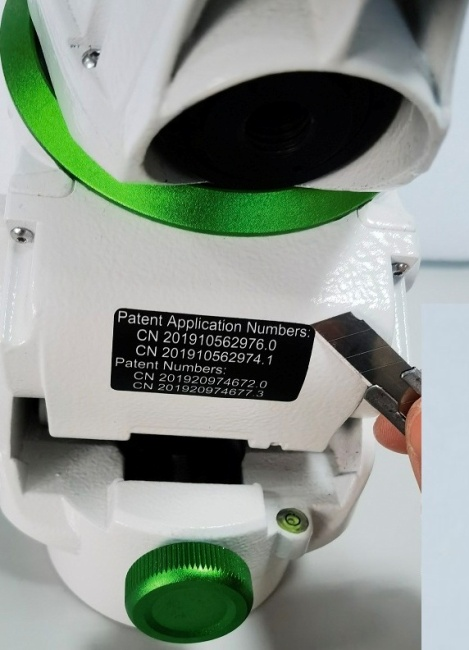 Patent Application Numbers:
CN 201910562976.0
CN 201910562974.1
Patent Numbers:
CN 201920974672.0
CN 201920974677.3